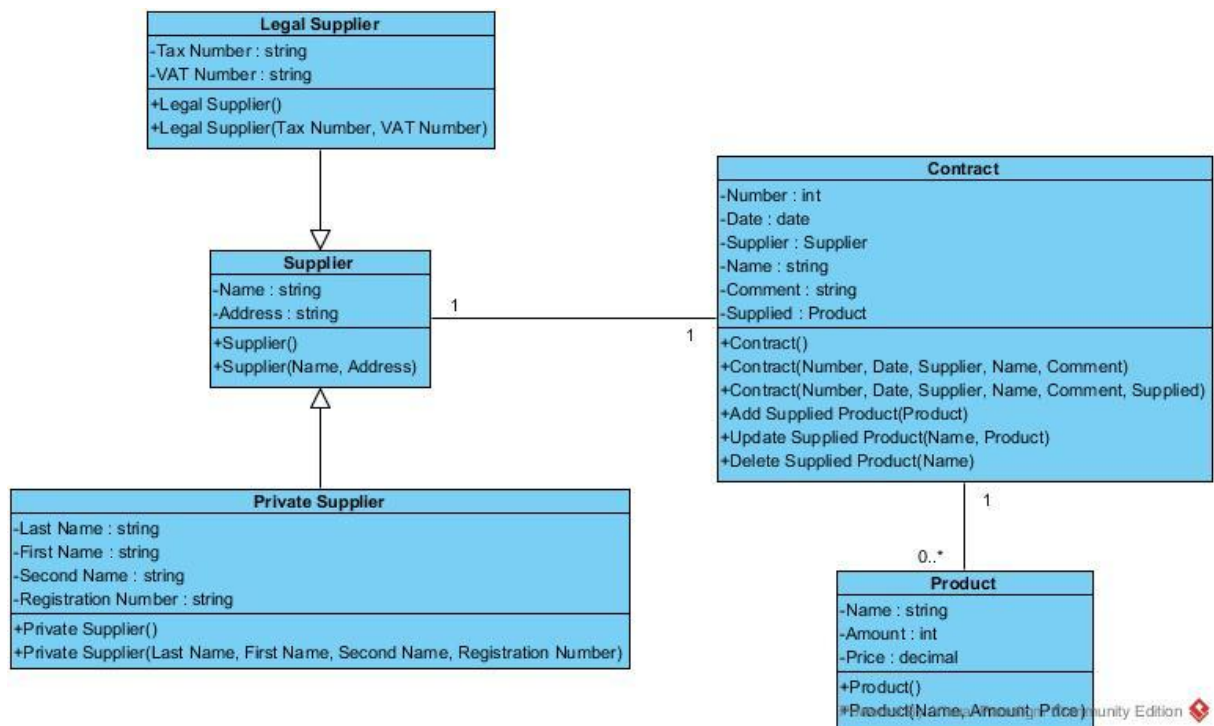 Legal Supplier
-Tax Number : string
-VAT Number : string
+Legal Supplier()
+Legal Supplier(Tax Number, VAT Number)
Contract
-Number : int
-Date : date
-Supplier : Supplier
-Name : string
-Comment : string
-Supplied : Product
+Contract()
+Contract(Number, Date, Supplier, Name, Comment)
+Contract(Number, Date, Supplier, Name, Comment, Supplied)
+Add Supplied Product(Product)
+Update Supplied Product(Name, Product)
+Delete Supplied Product(Name)
Supplier
-Name : string
-Address : string
+Supplier()
+Supplier(Name, Address)
1
1
Private Supplier
-Last Name : string
-First Name : string
-Second Name : string
-Registration Number : string
+Private Supplier()
+Private Supplier(Last Name, First Name, Second Name, Registration Number)
1
0..*
Product
-Name : string
-Amount : int
-Price : decimal
+Product()
+Product(Name, Amount, Price)
Edition